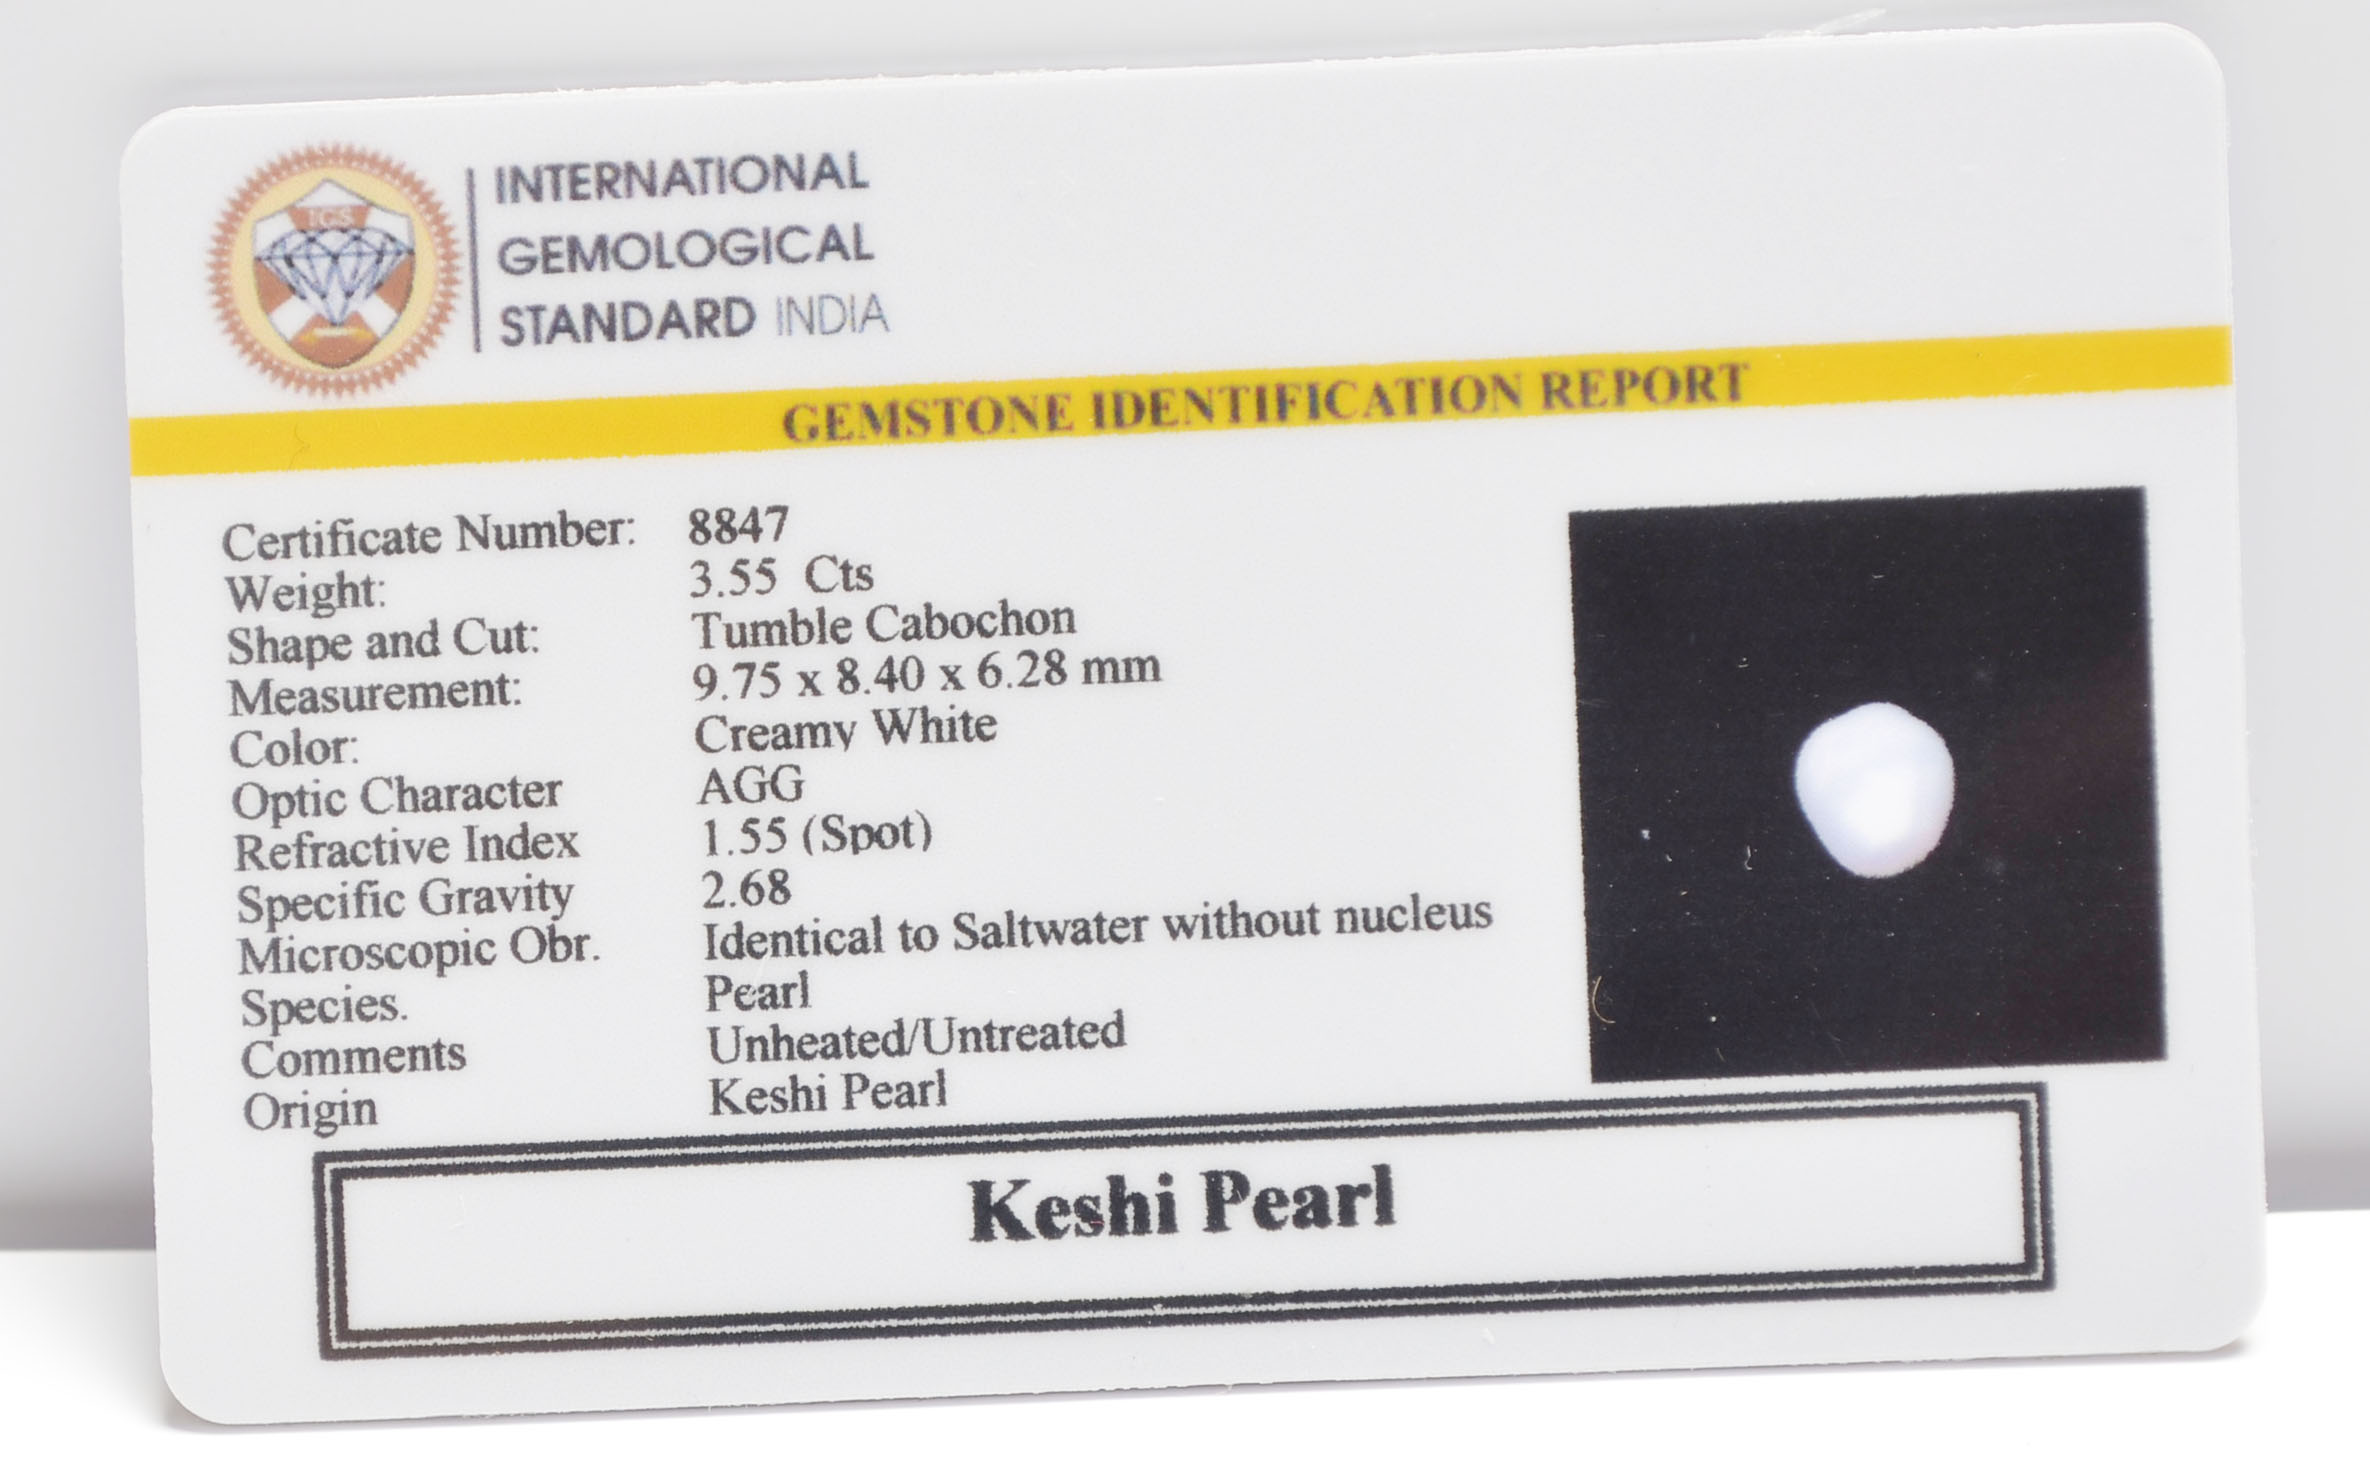 IGS
INTERNATIONAL
GEMOLOGICAL
STANDARD INDIA
GEMSTONE IDENTIFICATION REPORT
Certificate Number: 8847
Weight: 3.55 Cts
Shape and Cut: Tumble Cabochon
Measurement: 9.75 x 8.40 x 6.28 mm
Color: Creamy White
Optic Character AGG
Refractive Index 1.55 (Spot)
Specific Gravity 2.68
Microscopic Obr. Identical to Saltwater without nucleus
Species. Pearl
Comments Unheated/Untreated
Origin Keshi Pearl
Keshi Pearl